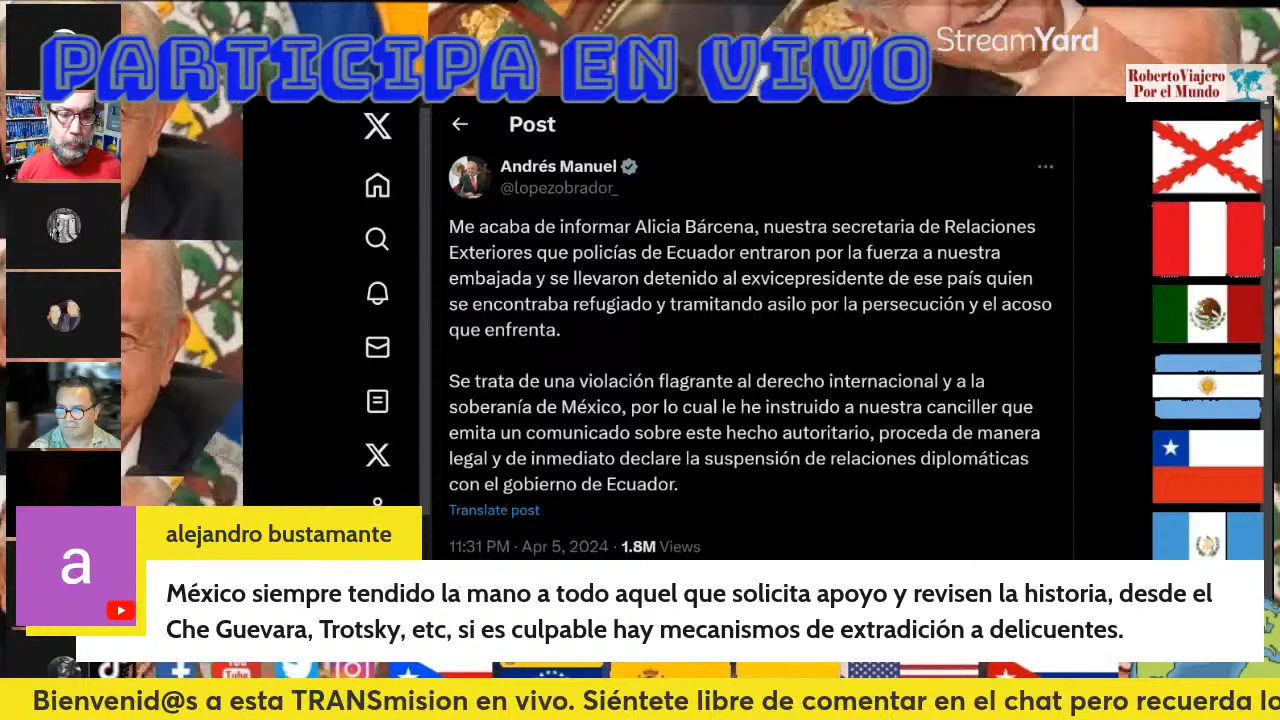 PARTICIPA EN VIVO
StreamYard
RobertoViajero
Por el Mundo
Post
Andrés Manuel
@lopezobrador_
Me acaba de informar Alicia Bárcena, nuestra secretaria de Relaciones
Exteriores que policías de Ecuador entraron por la fuerza a nuestra
embajada y se llevaron detenido al exvicepresidente de ese país quien
se encontraba refugiado y tramitando asilo por la persecución y el acoso
que enfrenta.
Se trata de una violación flagrante al derecho internacional y a la
soberanía de México, por lo cual le he instruido a nuestra canciller que
emita un comunicado sobre este hecho autoritario, proceda de manera
legal y de inmediato declare la suspensión de relaciones diplomáticas
con el gobierno de Ecuador.
Translate post
11:31 PM · Apr 5, 2024 · 1.8M Views
a
alejandro bustamante
México siempre tendido la mano a todo aquel que solicita apoyo y revisen la historia, desde el
Che Guevara, Trotsky, etc, si es culpable hay mecanismos de extradición a delicuentes.
You
Bienvenid@s a esta TRANSmision en vivo. Siéntete libre de comentar en el chat pero recuerda la